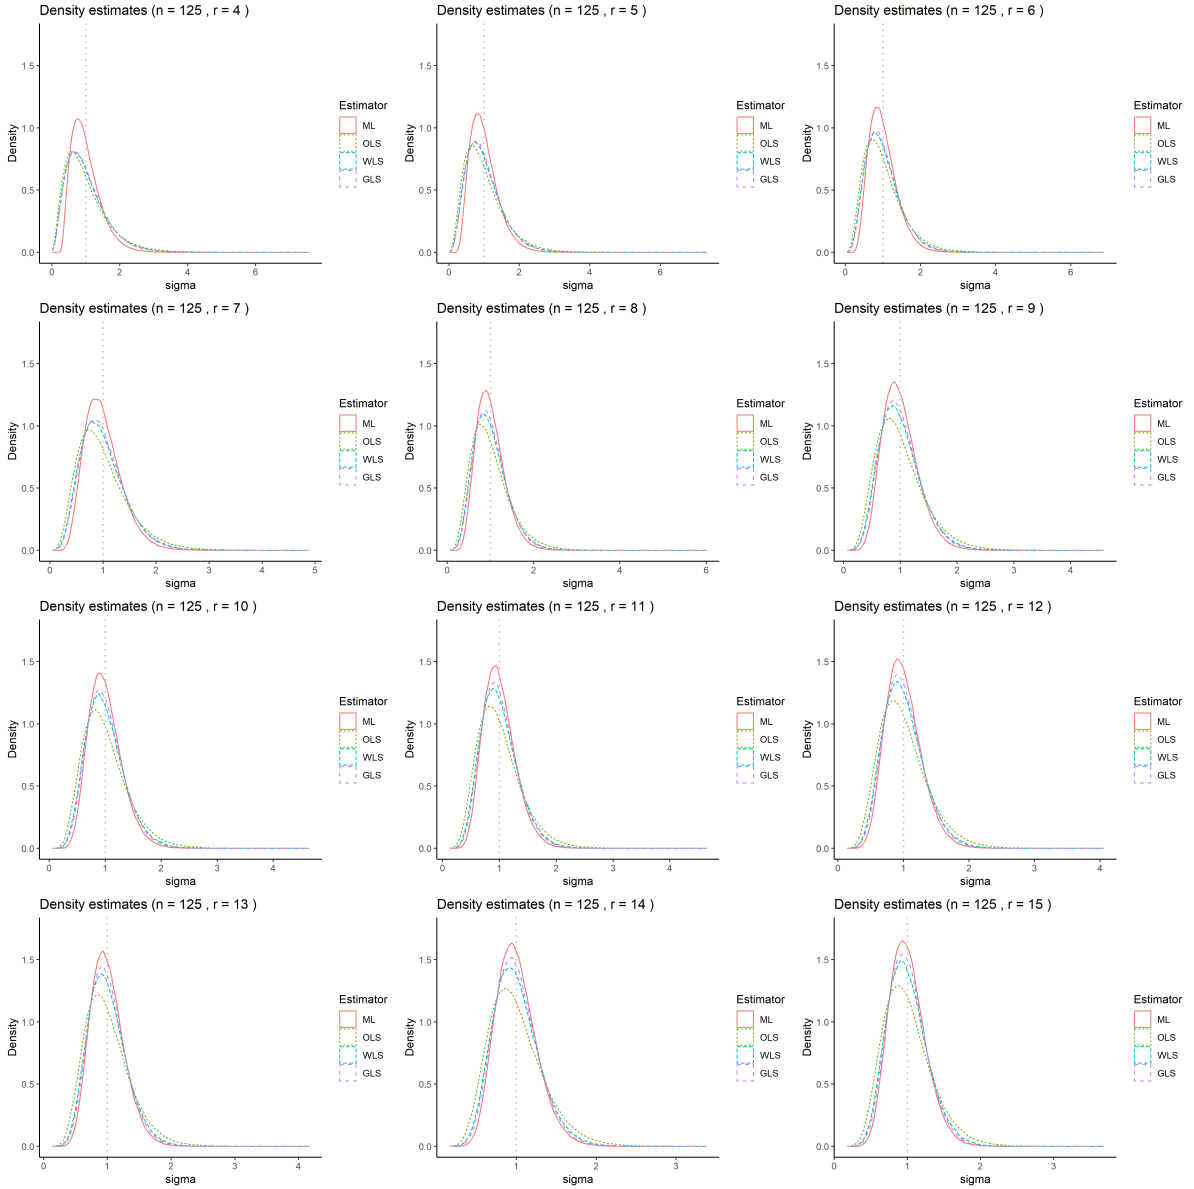 Density estimates (n = 125 , r = 4 )
Density
1.5
1.0
0.5
0.0
0 2 4 6
sigma
Estimator
ML
OLS
WLS
GLS
Density estimates (n = 125 , r = 5 )
Density
1.5
1.0
0.5
0.0
0 2 4 6
sigma
Estimator
ML
OLS
WLS
GLS
Density estimates (n = 125 , r = 6 )
Density
1.5
1.0
0.5
0.0
0 2 4 6
sigma
Estimator
ML
OLS
WLS
GLS
Density estimates (n = 125 , r = 7 )
Density
1.5
1.0
0.5
0.0
0 1 2 3 4 5
sigma
Estimator
ML
OLS
WLS
GLS
Density estimates (n = 125 , r = 8 )
Density
1.5
1.0
0.5
0.0
0 2 4 6
sigma
Estimator
ML
OLS
WLS
GLS
Density estimates (n = 125 , r = 9 )
Density
1.5
1.0
0.5
0.0
0 1 2 3 4
sigma
Estimator
ML
OLS
WLS
GLS
Density estimates (n = 125 , r = 10 )
Density
1.5
1.0
0.5
0.0
0 1 2 3 4
sigma
Estimator
ML
OLS
WLS
GLS
Density estimates (n = 125 , r = 11 )
Density
1.5
1.0
0.5
0.0
0 1 2 3 4
sigma
Estimator
ML
OLS
WLS
GLS
Density estimates (n = 125 , r = 12 )
Density
1.5
1.0
0.5
0.0
0 1 2 3 4
sigma
Estimator
ML
OLS
WLS
GLS
Density estimates (n = 125 , r = 13 )
Density
1.5
1.0
0.5
0.0
0 1 2 3 4
sigma
Estimator
ML
OLS
WLS
GLS
Density estimates (n = 125 , r = 14 )
Density
1.5
1.0
0.5
0.0
1 2 3
sigma
Estimator
ML
OLS
WLS
GLS
Density estimates (n = 125 , r = 15 )
Density
1.5
1.0
0.5
0.0
0 1 2 3
sigma
Estimator
ML
OLS
WLS
GLS